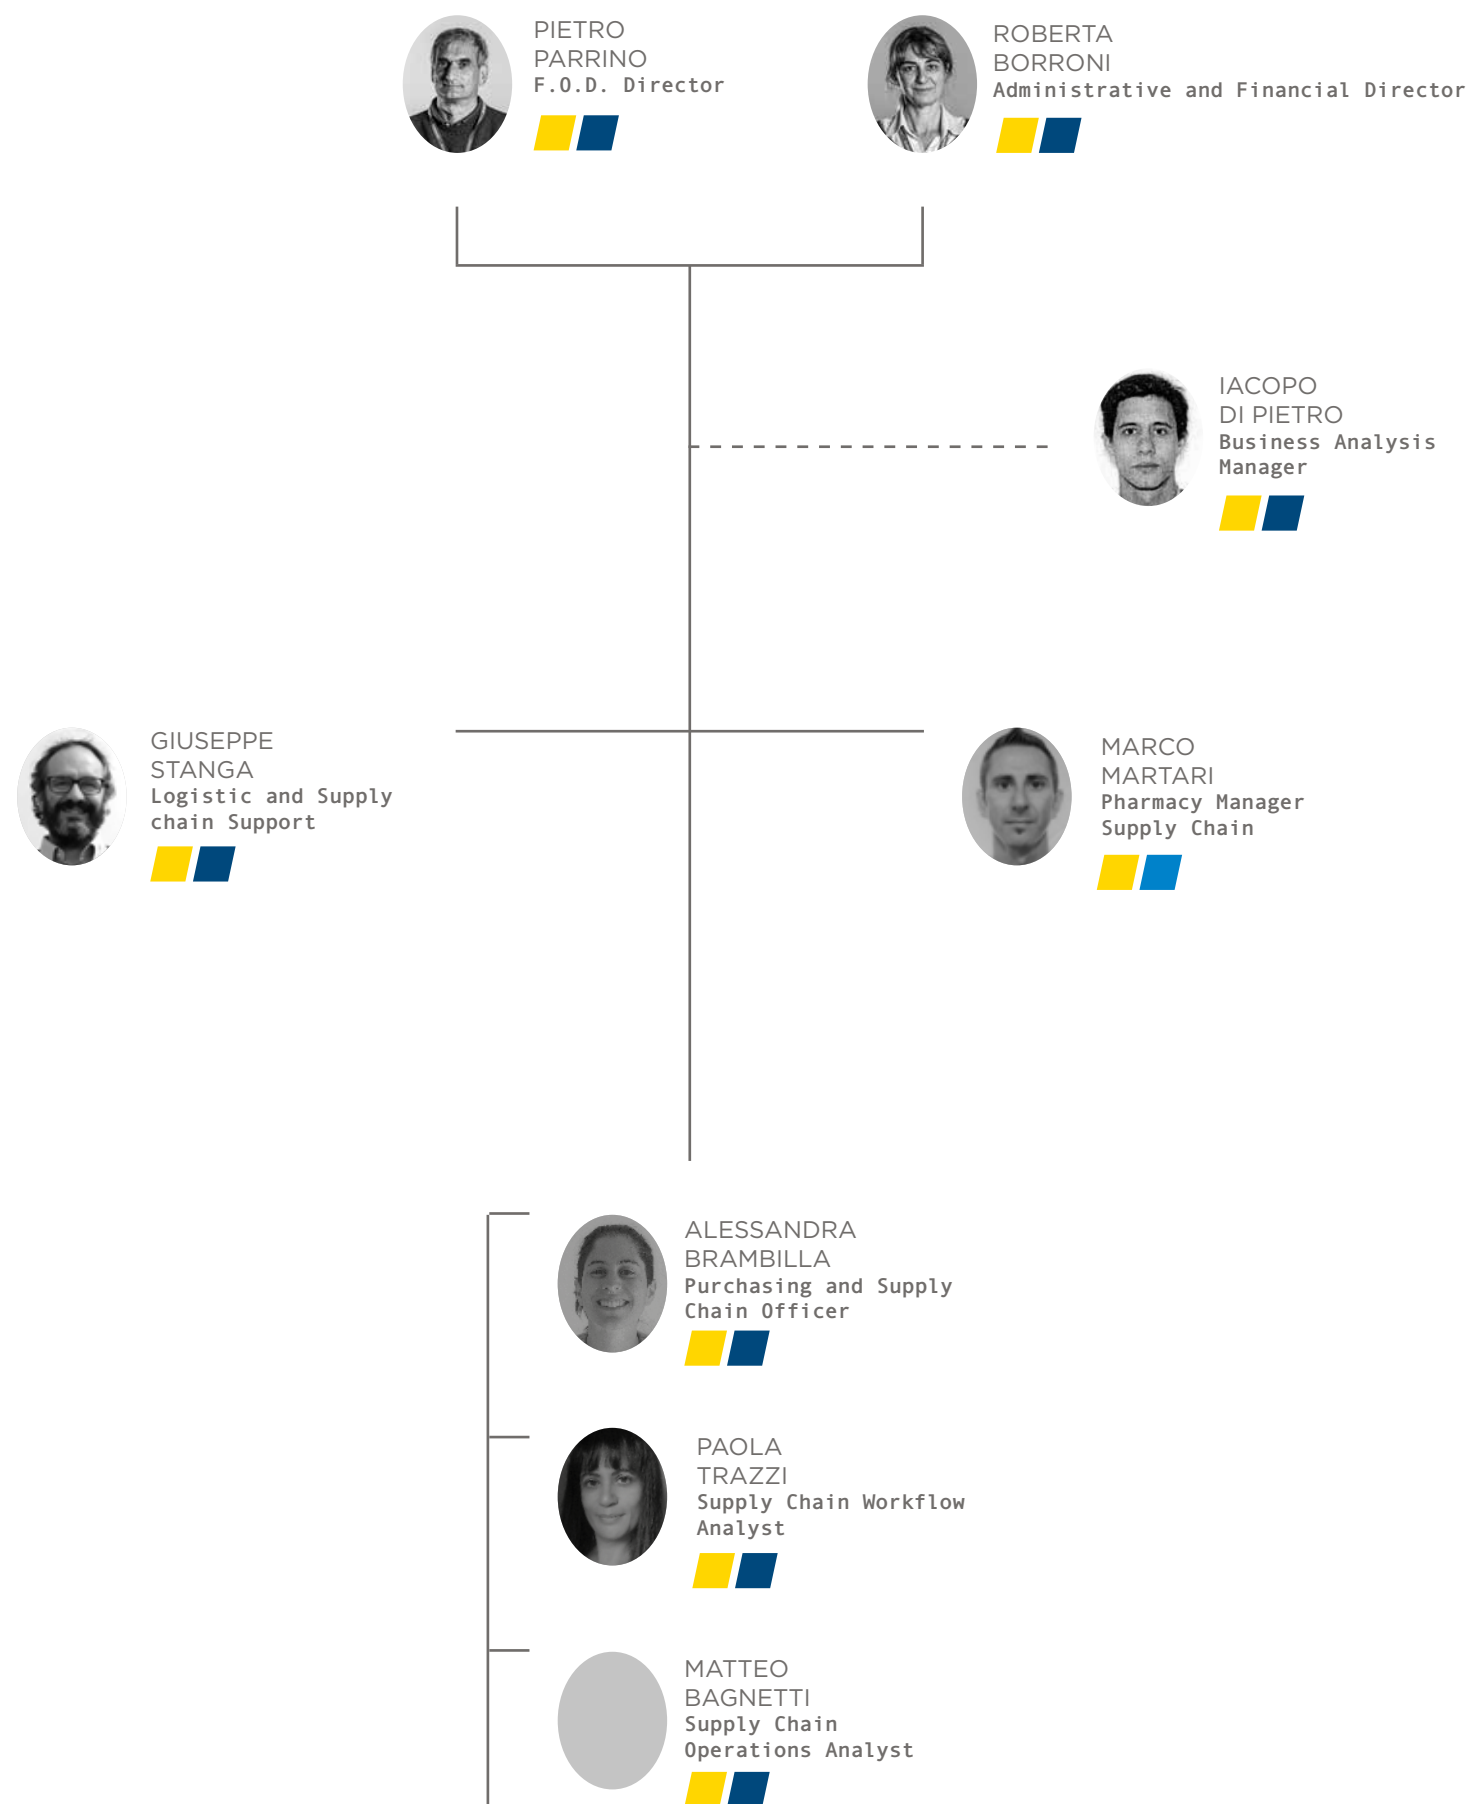 PIETRO
PARRINO
F.O.D. Director
ROBERTA
BORRONI
Administrative and Financial Director
IACOPO
DI PIETRO
Business Analysis
Manager
GIUSEPPE
STANGA
Logistic and Supply
chain Support
MARCO
MARTARI
Pharmacy Manager
Supply Chain
ALESSANDRA
BRAMBILLA
Purchasing and Supply
Chain Officer
PAOLA
TRAZZI
Supply Chain Workflow
Analyst
MATTEO
BAGNETTI
Supply Chain
Operations Analyst